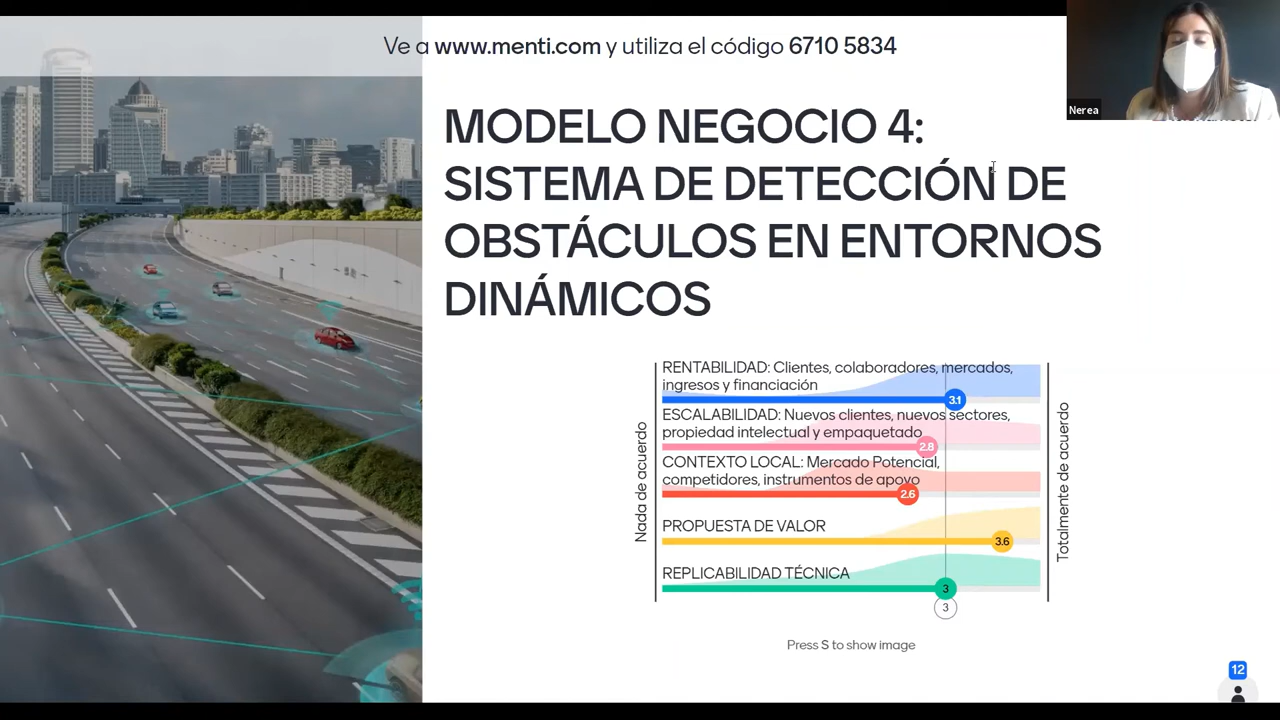 Ve a www.menti.com y utiliza el código 6710 5834
Nerea
MODELO NEGOCIO 4:
SISTEMA DE DETECCIÓN DE
OBSTÁCULOS EN ENTORNOS
DINÁMICOS
Nada de acuerdo
RENTABILIDAD: Clientes, colaboradores, mercados,
ingresos y financiación
3.1
ESCALABILIDAD: Nuevos clientes, nuevos sectores,
propiedad intelectual y empaquetado
2.8
CONTEXTO LOCAL: Mercado Potencial,
competidores, instrumentos de apoyo
2.6
PROPUESTA DE VALOR
3.6
REPLICABILIDAD TÉCNICA
3
3
Totalmente de acuerdo
Press S to show image
12